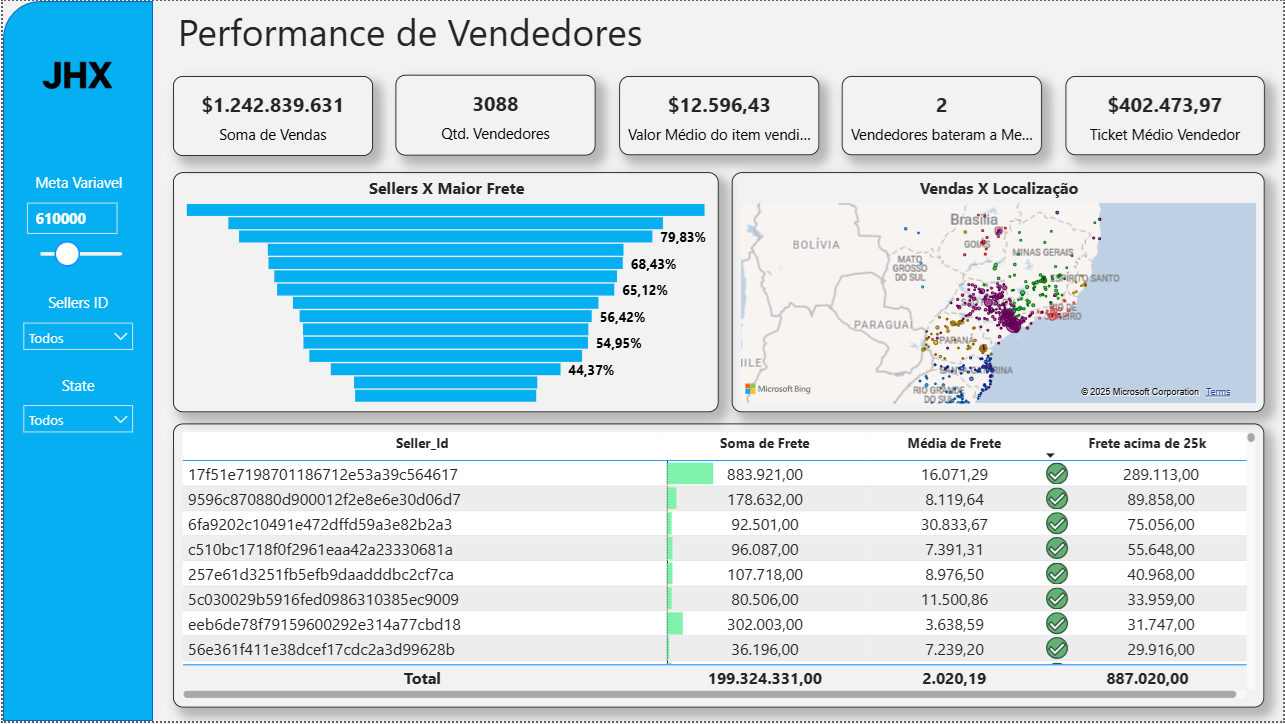 Performance de Vendedores
JHX
$1.242.839.631
Soma de Vendas
3088
Qtd. Vendedores
$12.596,43
Valor Médio do item vendi...
2
Vendedores bateram a Me...
$402.473,97
Ticket Médio Vendedor
Meta Variavel
610000
Sellers ID
Todos
State
Todos
Sellers X Maior Frete
79,83%
68,43%
65,12%
56,42%
54,95%
44,37%
Vendas X Localização
Brasília
BOLÍVIA
GOIÁS
MINAS GERAIS
MATO
GROSSO
DO SUL
ESPÍRITO SANTO
RIO DE
JANEIRO
PARAGUAI
PARANÁ
SANTA CATARINA
RIO GRANDE
DO SUL
Microsoft Bing
© 2025 Microsoft Corporation Terms
Seller_Id Soma de Frete Média de Frete Frete acima de 25k
17f51e7198701186712e53a39c564617 883.921,00 16.071,29 289.113,00
9596c870880d900012f2e8e6e30d06d7 178.632,00 8.119,64 89.858,00
6fa9202c10491e472dffd59a3e82b2a3 92.501,00 30.833,67 75.056,00
c510bc1718f0f2961eaa42a23330681a 96.087,00 7.391,31 55.648,00
257e61d3251fb5efb9daadddbc2cf7ca 107.718,00 8.976,50 40.968,00
5c030029b5916fed0986310385ec9009 80.506,00 11.500,86 33.959,00
eeb6de78f79159600292e314a77cbd18 302.003,00 3.638,59 31.747,00
56e361f411e38dcef17cdc2a3d99628b 36.196,00 7.239,20 29.916,00
Total 199.324.331,00 2.020,19 887.020,00